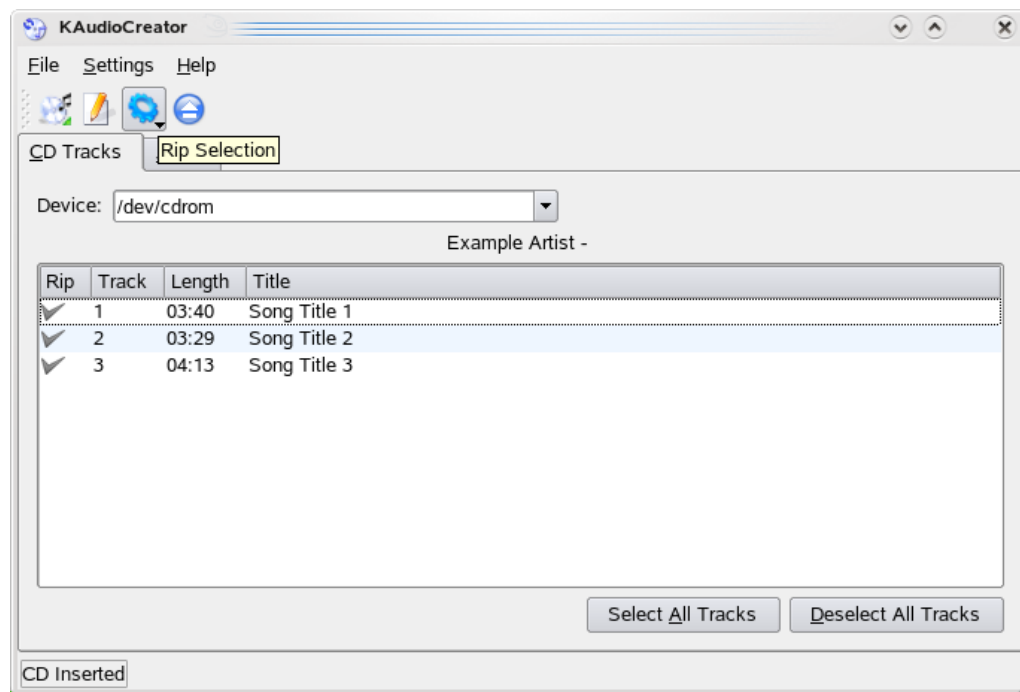 KAudioCreator
File Settings Help
CD Tracks
Rip Selection
Device: /dev/cdrom
Example Artist -
Rip Track Length Title
1 03:40 Song Title 1
2 03:29 Song Title 2
3 04:13 Song Title 3
Select All Tracks Deselect All Tracks
CD Inserted